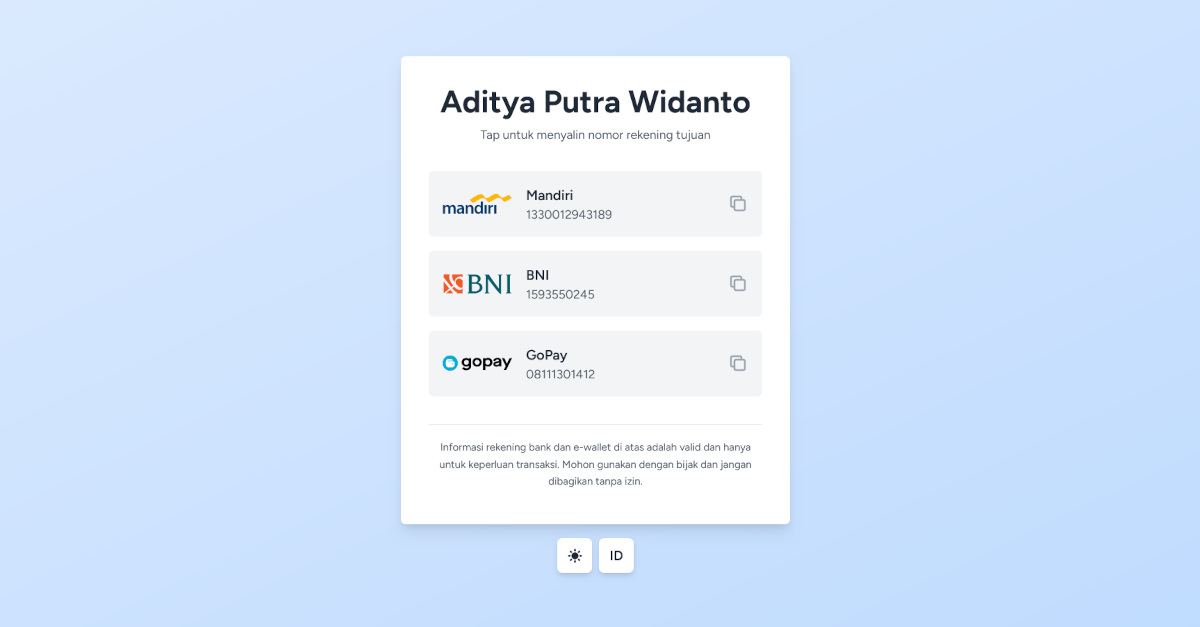 Aditya Putra Widanto
Tap untuk menyalin nomor rekening tujuan
mandiri
Mandiri
1330012943189
BNI
BNI
1593550245
gopay
GoPay
08111301412
Informasi rekening bank dan e-wallet di atas adalah valid dan hanya
untuk keperluan transaksi. Mohon gunakan dengan bijak dan jangan
dibagikan tanpa izin.
ID